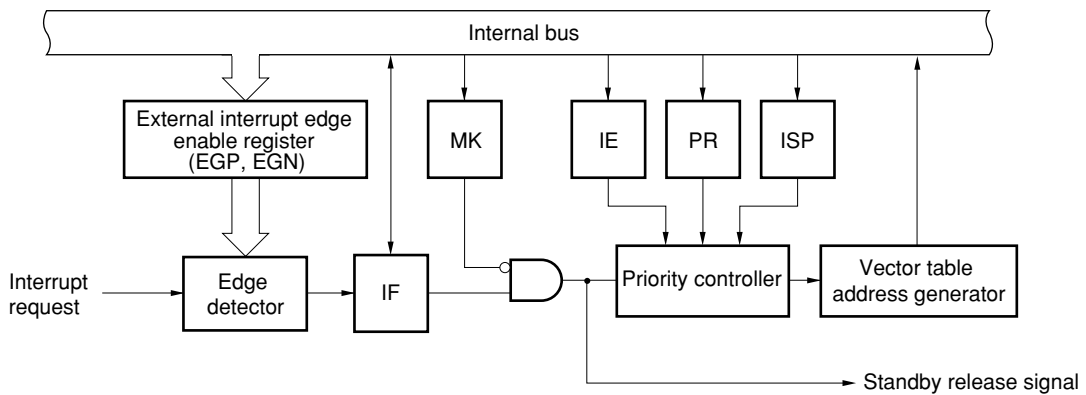 Internal bus
External interrupt edge
enable register
(EGP, EGN)
MK
IE
PR
ISP
Interrupt
request
Edge
detector
IF
Priority controller
Vector table
address generator
Standby release signal